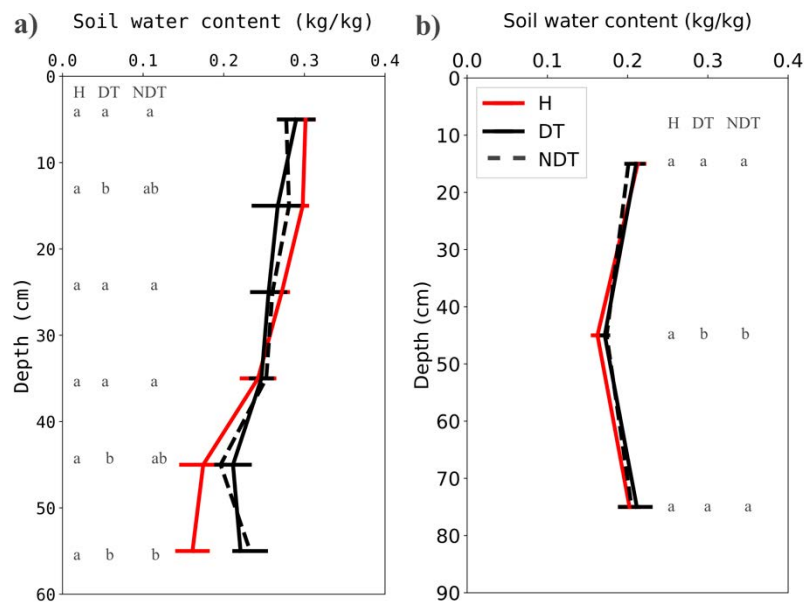 a)
Soil water content (kg/kg)
0.0 0.1 0.2 0.3 0.4
0
10
20
30
40
50
60
Depth (cm)
H DT NDT
a a a
a b ab
a a a
a a a
a b ab
a b b
b)
Soil water content (kg/kg)
0.0 0.1 0.2 0.3 0.4
0
10
20
30
40
50
60
70
80
90
Depth (cm)
H
DT
NDT
H DT NDT
a a a
a b b
a a a